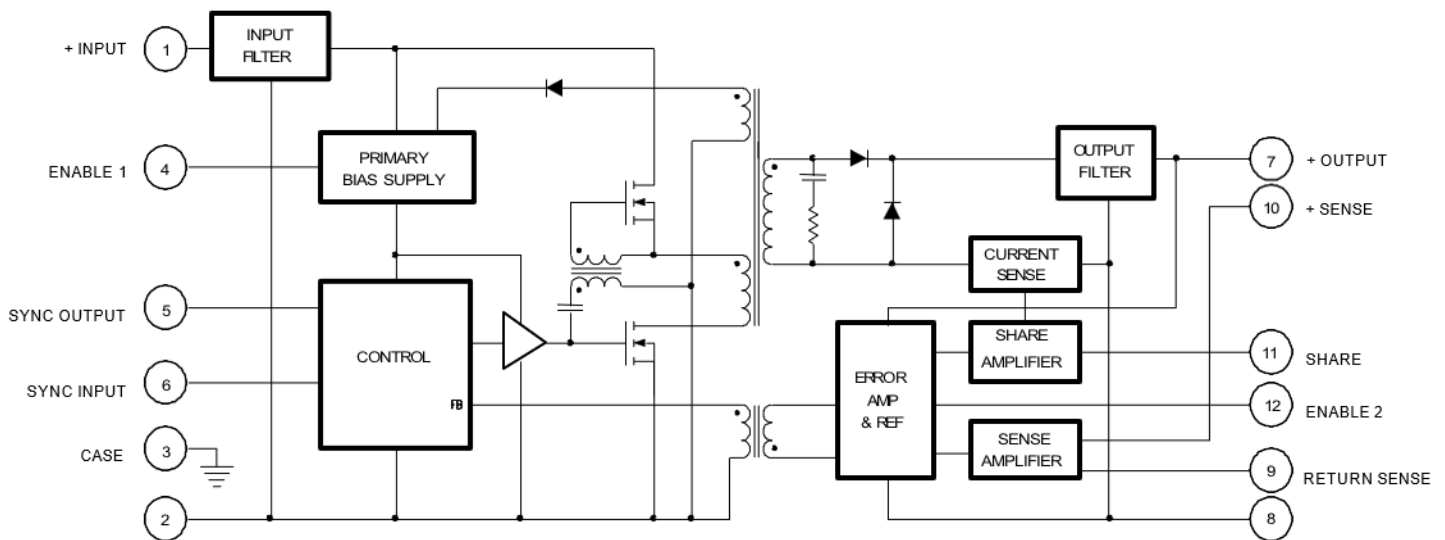 + INPUT
1
INPUT
FILTER
ENABLE 1
4
PRIMARY
BIAS SUPPLY
SYNC OUTPUT
5
SYNC INPUT
6
CONTROL
FB
CASE
3
2
OUTPUT
FILTER
7
+ OUTPUT
10
+ SENSE
CURRENT
SENSE
SHARE
AMPLIFIER
11
SHARE
ERROR
AMP
& REF
12
ENABLE 2
SENSE
AMPLIFIER
9
RETURN SENSE
8